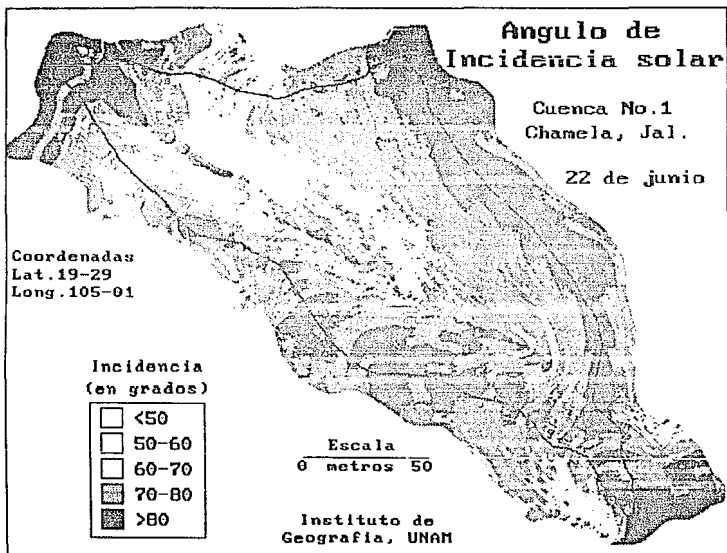 Angulo de
Incidencia solar
Cuenca No.1
Chamela, Jal.
22 de junio
Coordenadas
Lat.19-29
Long.105-01
Incidencia
(en grados)
<50
50-60
60-70
70-80
>80
Escala
0 metros 50
Instituto de
Geografía, UNAM